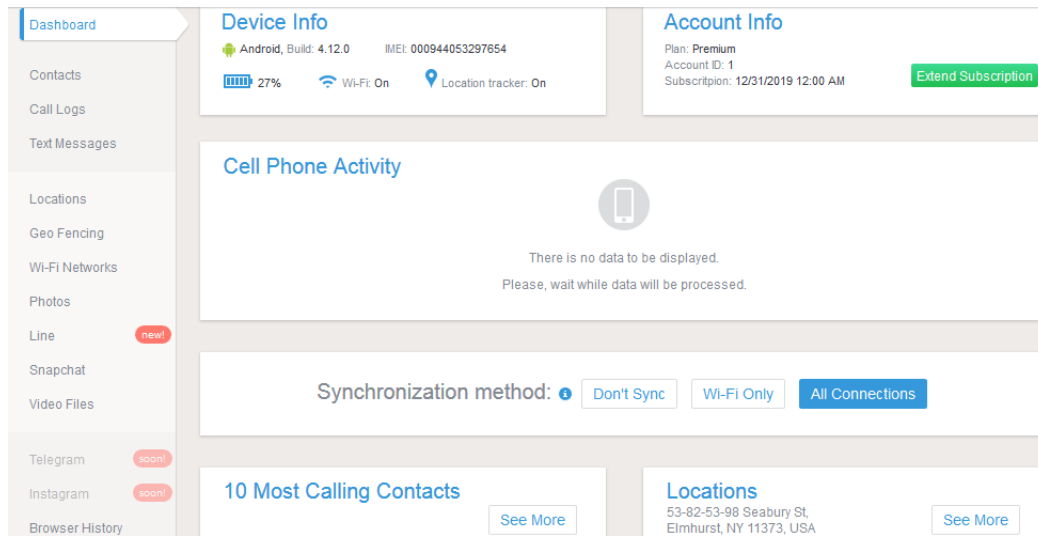 Dashboard
Contacts
Call Logs
Text Messages
Locations
Geo Fencing
Wi-Fi Networks
Photos
Line new!
Snapchat
Video Files
Telegram soon!
Instagram soon!
Browser History
Device Info
Android, Build: 4.12.0 IMEI: 000944053297654
27% Wi-Fi: On Location tracker: On
Account Info
Plan: Premium
Account ID: 1
Subscritpion: 12/31/2019 12:00 AM
Extend Subscription
Cell Phone Activity
There is no data to be displayed.
Please, wait while data will be processed.
Synchronization method: Don't Sync Wi-Fi Only All Connections
10 Most Calling Contacts
See More
Locations
53-82-53-98 Seabury St,
Elmhurst, NY 11373, USA
See More